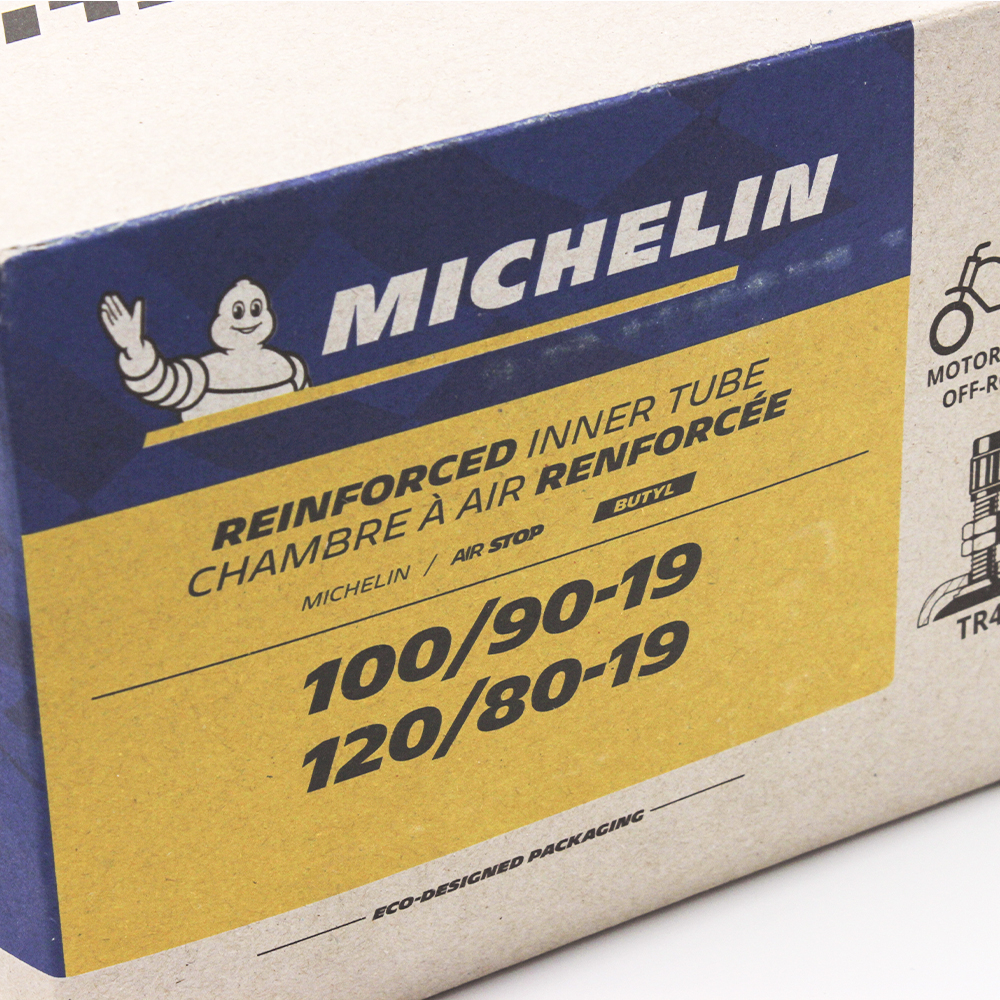 MICHELIN
REINFORCED INNER TUBE
CHAMBRE À AIR RENFORCÉE
MICHELIN / AIR STOP BUTYL
100/90-19
120/80-19
ECO-DESIGNED PACKAGING